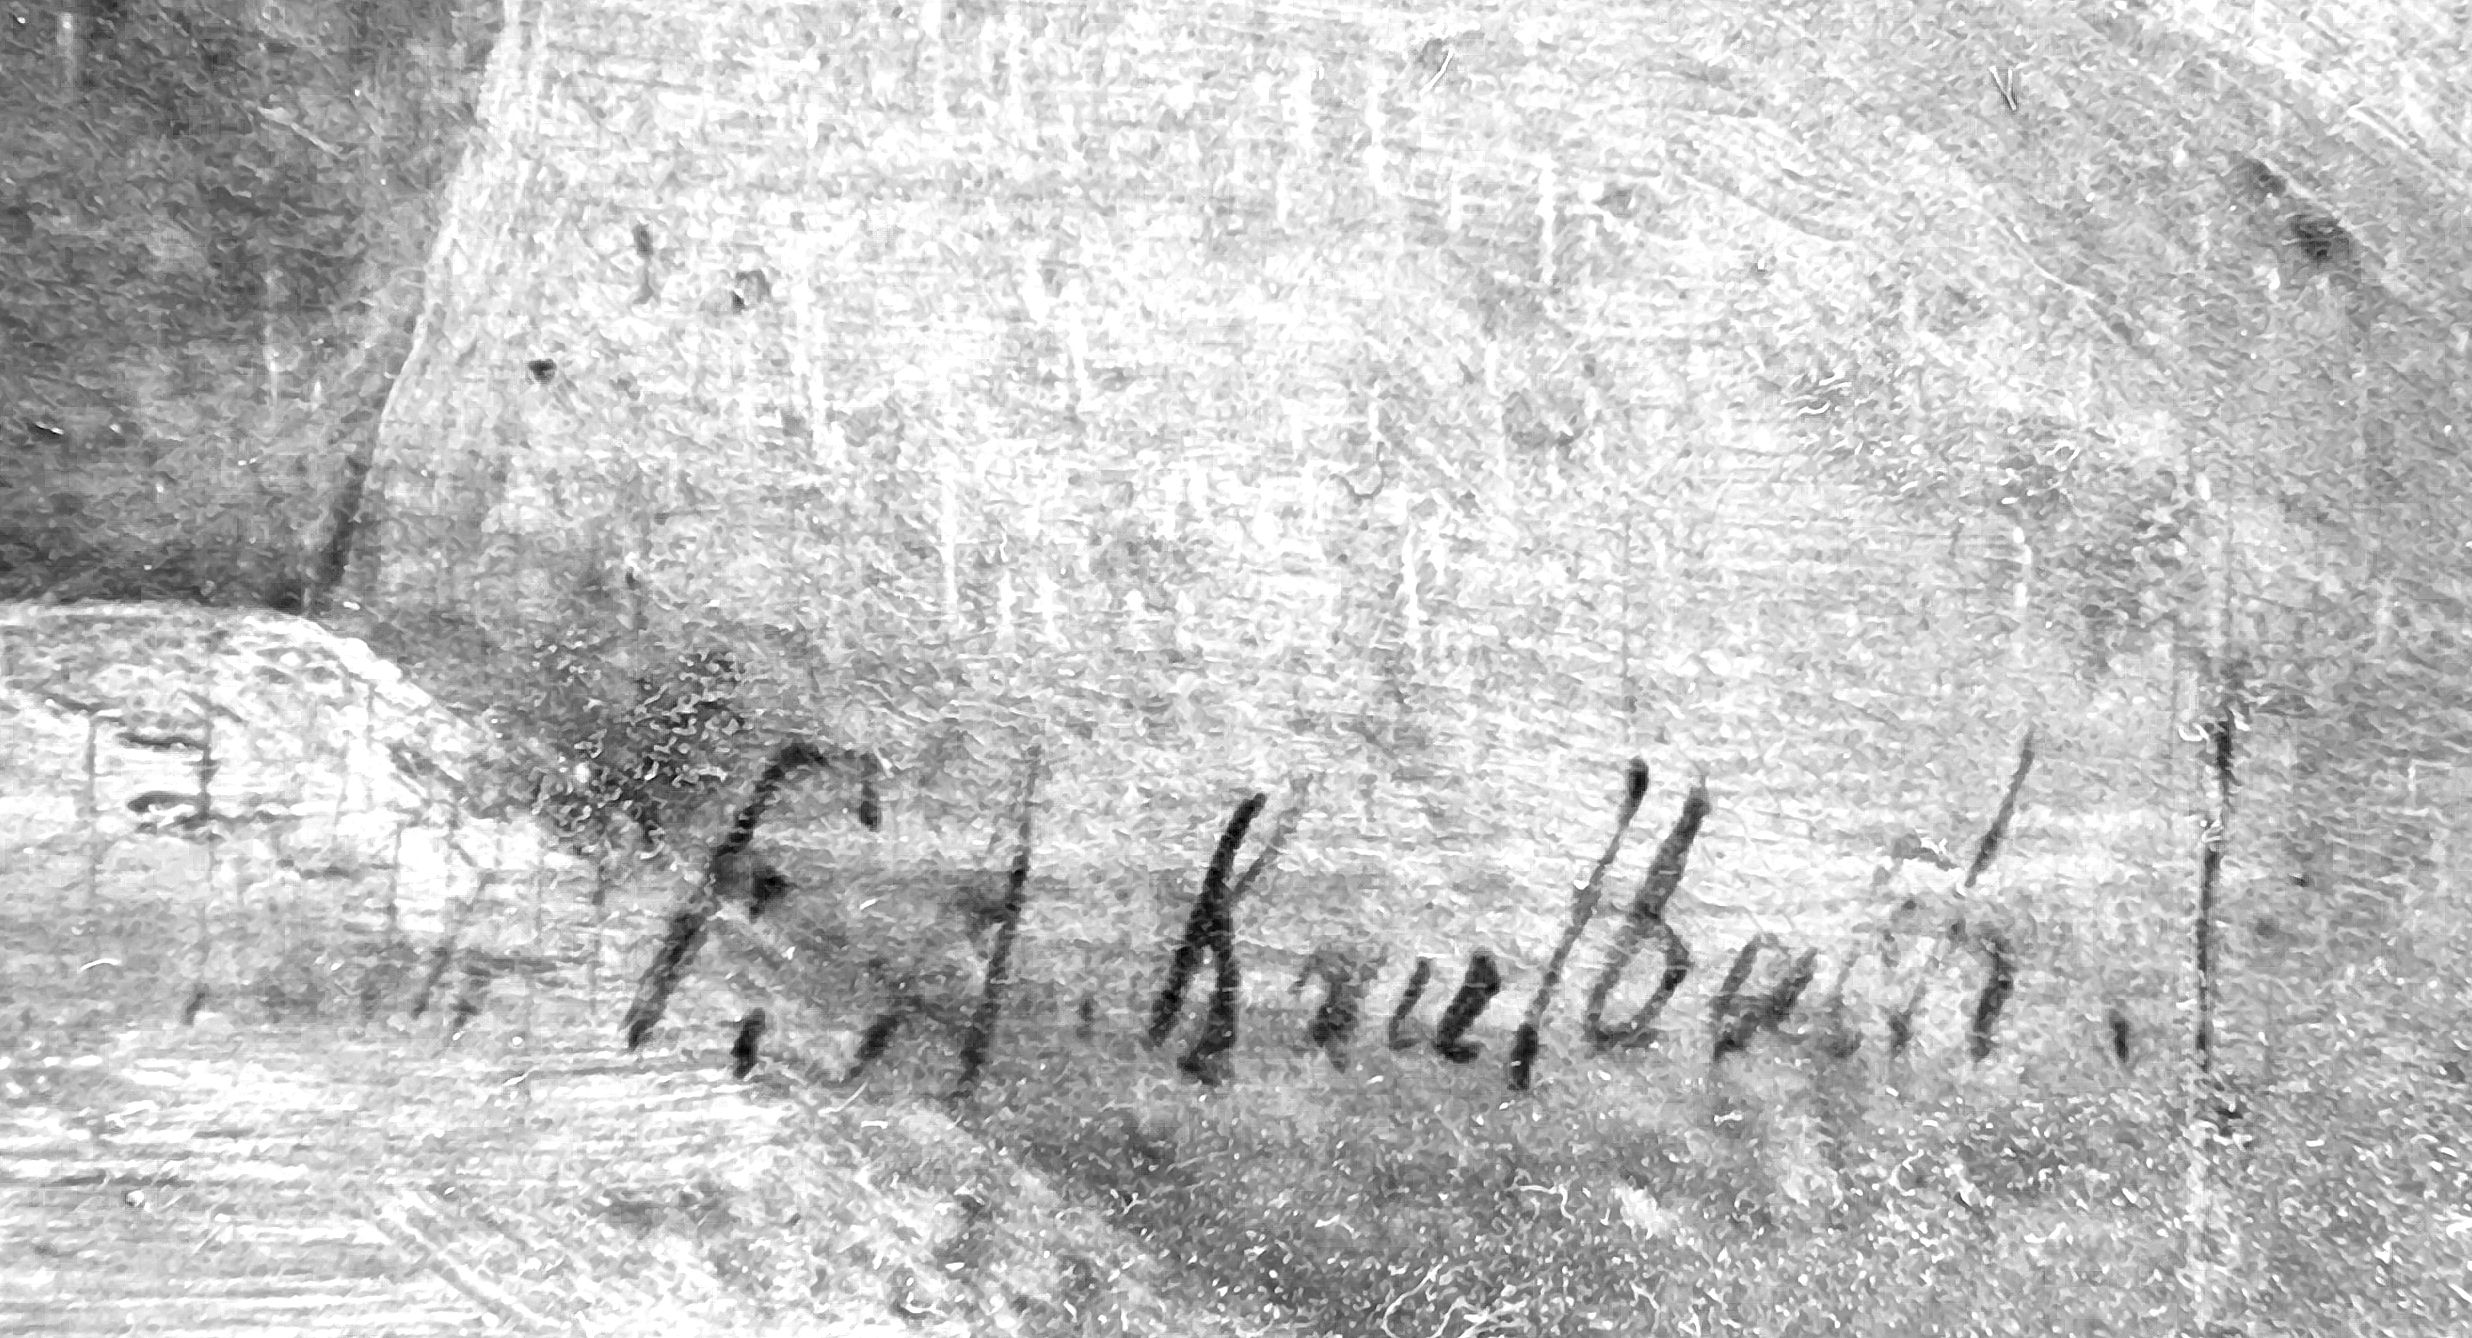 F. A. Kaulbach.